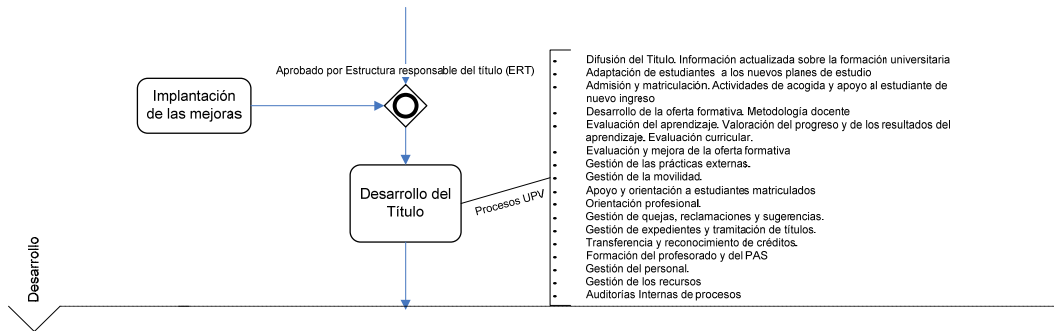 Aprobado por Estructura responsable del título (ERT)
Implantación
de las mejoras
Desarrollo del
Título
Procesos UPV
Difusión del Titulo. Información actualizada sobre la formación universitaria
Adaptación de estudiantes a los nuevos planes de estudio
Admisión y matriculación. Actividades de acogida y apoyo al estudiante de
nuevo ingreso
Desarrollo de la oferta formativa. Metodología docente
Evaluación del aprendizaje. Valoración del progreso y de los resultados del
aprendizaje. Evaluación curricular.
Evaluación y mejora de la oferta formativa
Gestión de las prácticas externas.
Gestión de la movilidad.
Apoyo y orientación a estudiantes matriculados
Orientación profesional.
Gestión de quejas, reclamaciones y sugerencias.
Gestión de expedientes y tramitación de títulos.
Transferencia y reconocimiento de créditos.
Formación del profesorado y del PAS
Gestión del personal.
Gestión de los recursos
Auditorías Internas de procesos
Desarrollo